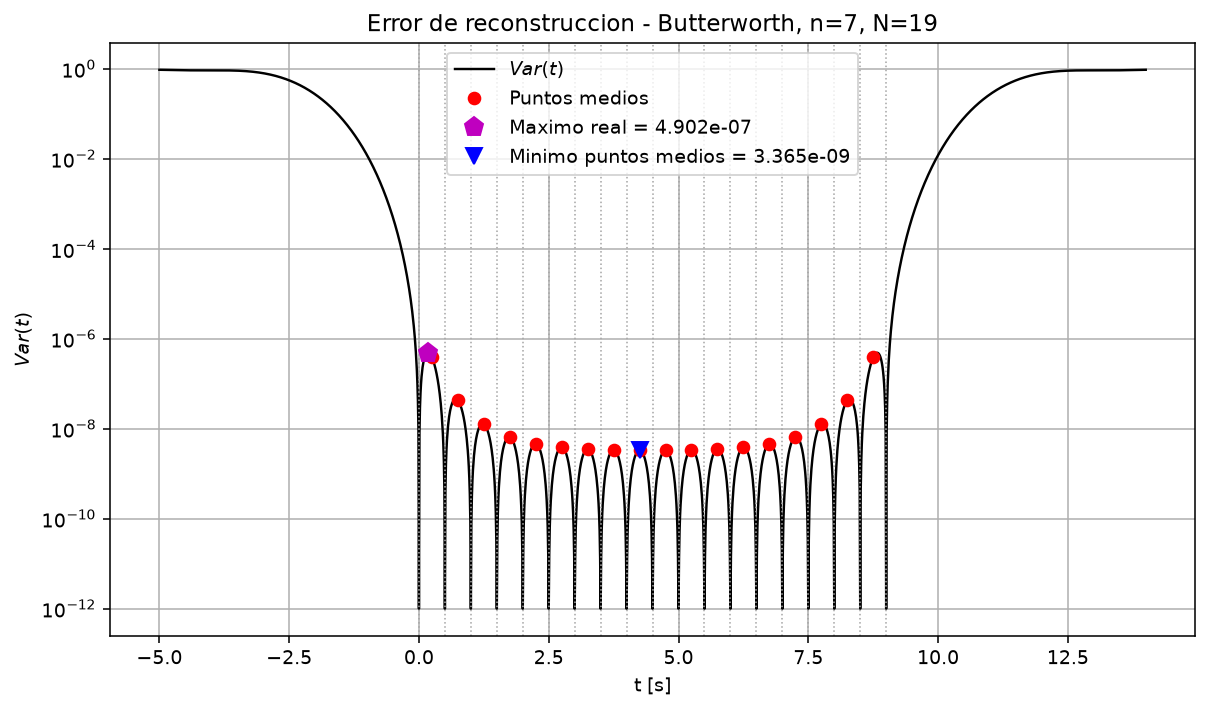 Error de reconstruccion - Butterworth, n=7, N=19
Var(t)
Puntos medios
Maximo real = 4.902e-07
Minimo puntos medios = 3.365e-09
10⁰
10⁻²
10⁻⁴
10⁻⁶
10⁻⁸
10⁻¹⁰
10⁻¹²
Var(t)
−5.0 −2.5 0.0 2.5 5.0 7.5 10.0 12.5
t [s]